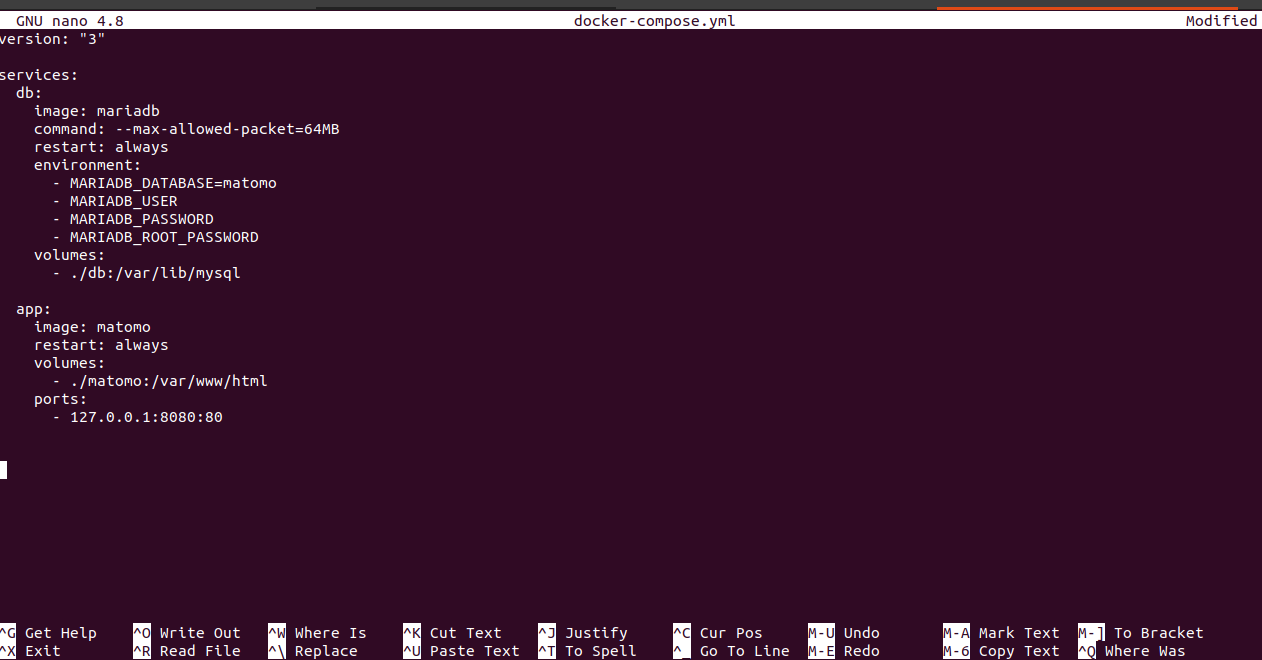 GNU nano 4.8 docker-compose.yml Modified
version: "3"
services:
db:
image: mariadb
command: --max-allowed-packet=64MB
restart: always
environment:
- MARIADB_DATABASE=matomo
- MARIADB_USER
- MARIADB_PASSWORD
- MARIADB_ROOT_PASSWORD
volumes:
- ./db:/var/lib/mysql
app:
image: matomo
restart: always
volumes:
- ./matomo:/var/www/html
ports:
- 127.0.0.1:8080:80
^G Get Help ^O Write Out ^W Where Is ^K Cut Text ^J Justify ^C Cur Pos M-U Undo M-A Mark Text M-] To Bracket
^X Exit ^R Read File ^\ Replace ^U Paste Text ^T To Spell ^_ Go To Line M-E Redo M-6 Copy Text ^Q Where Was